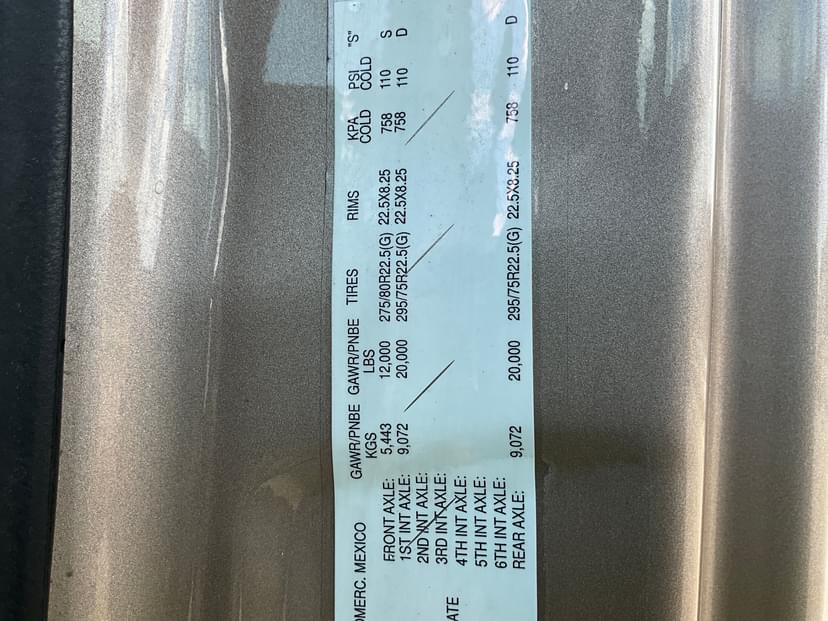 OMERC. MEXICO GAWR/PNBE KGS GAWR/PNBE LBS TIRES RIMS KPA COLD PSI COLD "S"
FRONT AXLE: 5,443 12,000 275/80R22.5(G) 22.5X8.25 758 110 S
1ST INT AXLE: 9,072 20,000 295/75R22.5(G) 22.5X8.25 758 110 D
2ND INT AXLE:
3RD INT AXLE:
ATE 4TH INT AXLE:
5TH INT AXLE:
6TH INT AXLE:
REAR AXLE: 9,072 20,000 295/75R22.5(G) 22.5X8.25 758 110 D